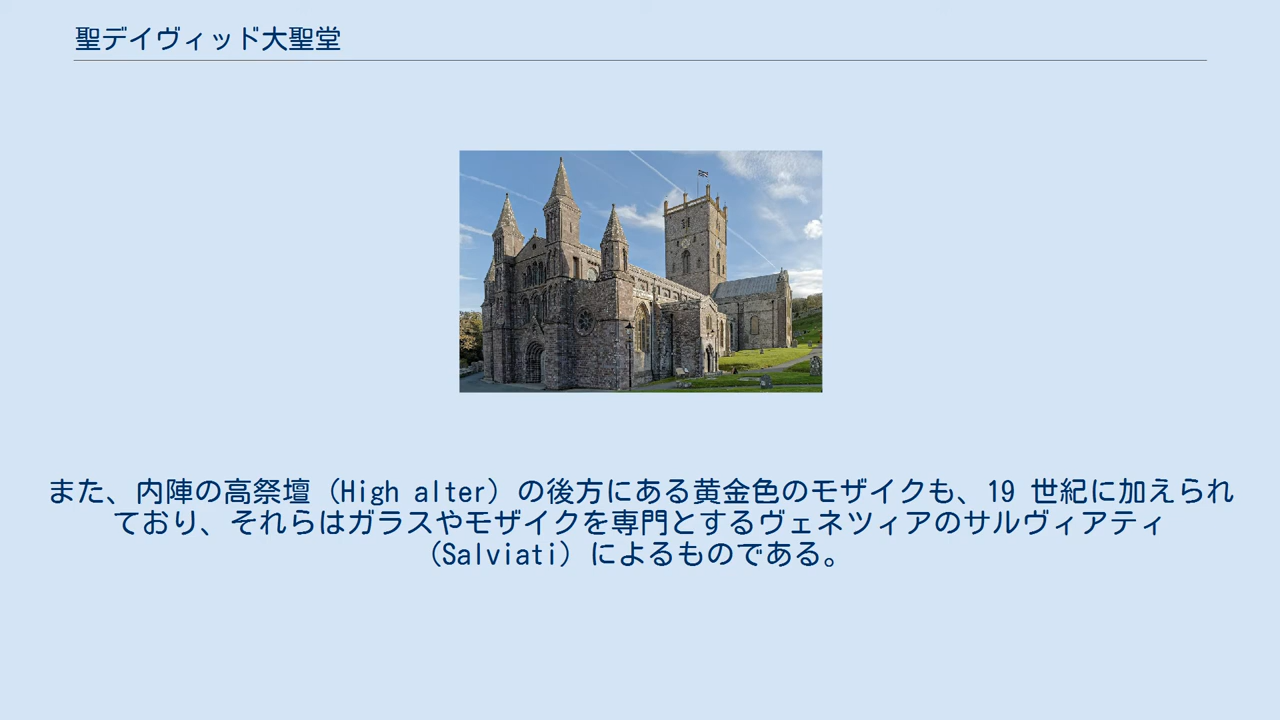 聖デイヴィッド大聖堂
また、内陣の高祭壇（High alter）の後方にある黄金色のモザイクも、19 世紀に加えられ
ており、それらはガラスやモザイクを専門とするヴェネツィアのサルヴィアティ
（Salviati）によるものである。